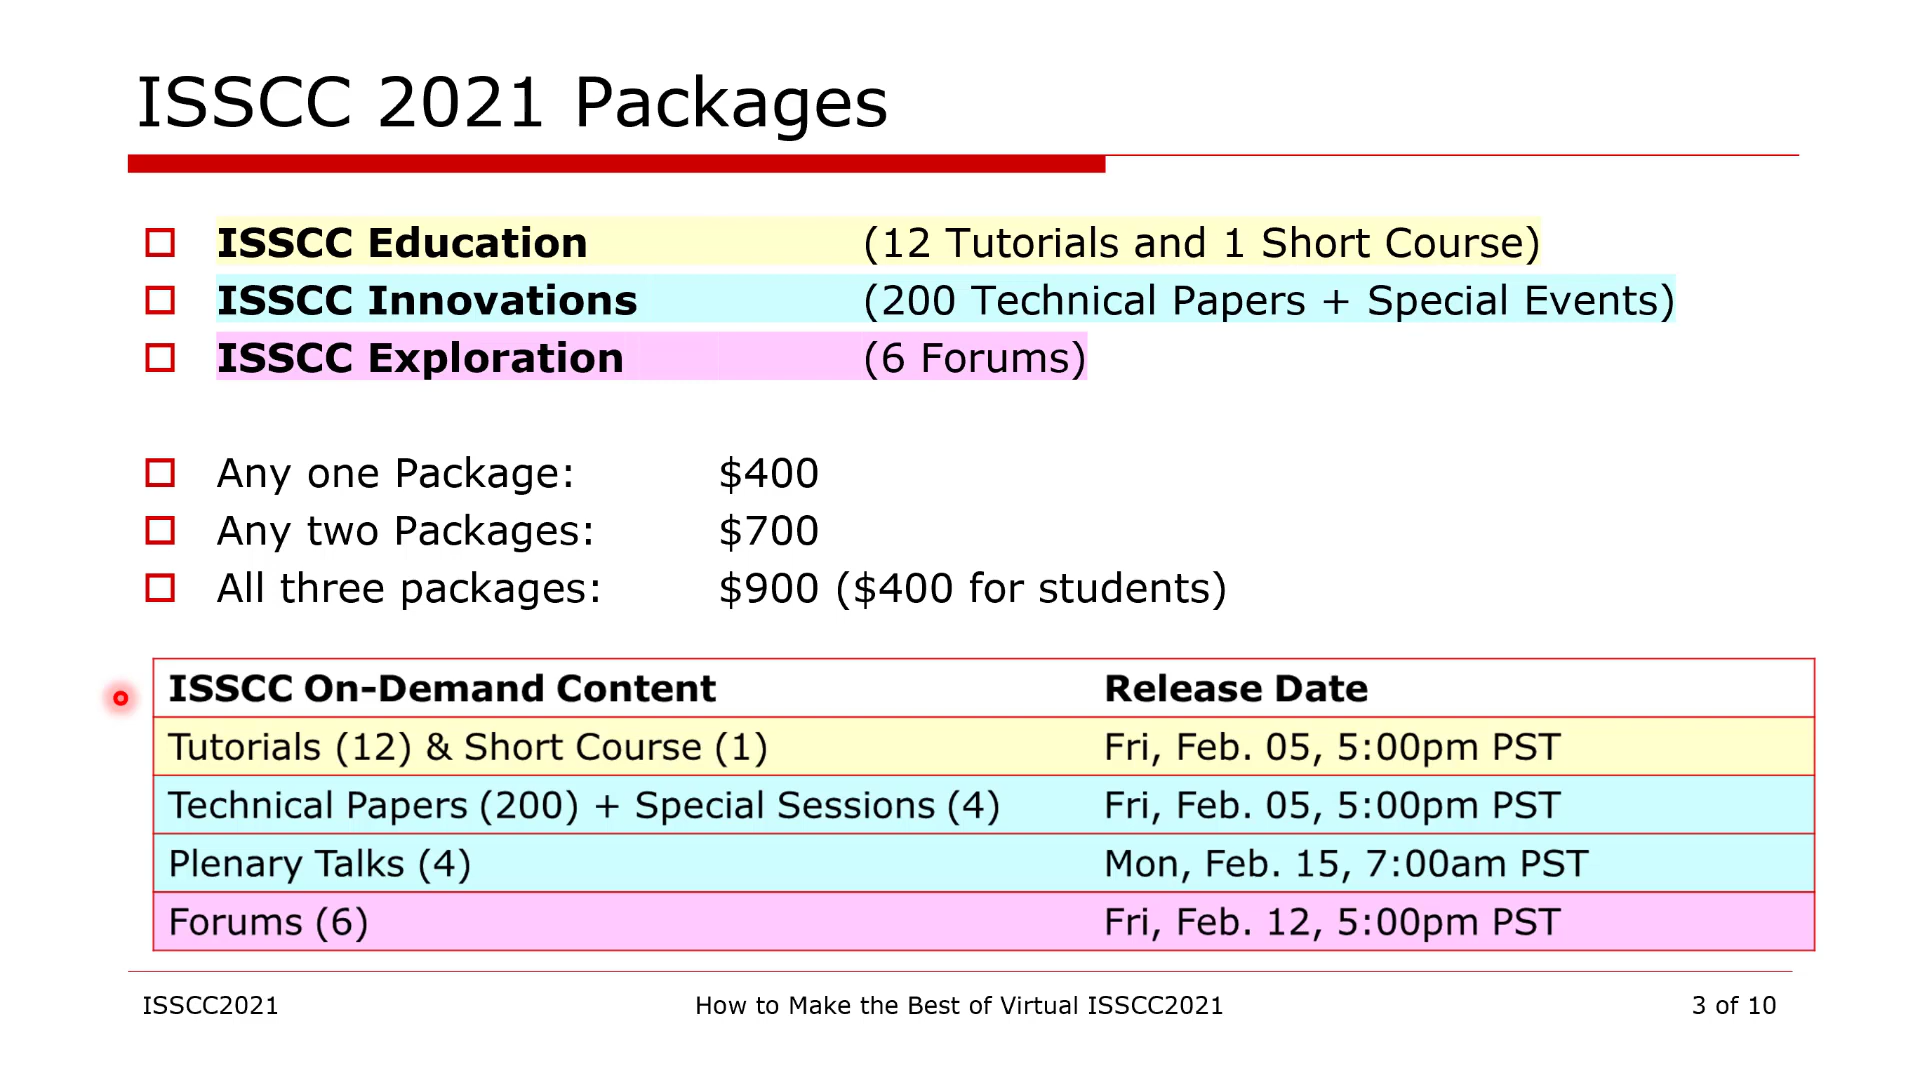 ISSCC 2021 Packages
ISSCC Education (12 Tutorials and 1 Short Course)
ISSCC Innovations (200 Technical Papers + Special Events)
ISSCC Exploration (6 Forums)
Any one Package: $400
Any two Packages: $700
All three packages: $900 ($400 for students)
ISSCC On-Demand Content Release Date
Tutorials (12) & Short Course (1) Fri, Feb. 05, 5:00pm PST
Technical Papers (200) + Special Sessions (4) Fri, Feb. 05, 5:00pm PST
Plenary Talks (4) Mon, Feb. 15, 7:00am PST
Forums (6) Fri, Feb. 12, 5:00pm PST
ISSCC2021 How to Make the Best of Virtual ISSCC2021 3 of 10